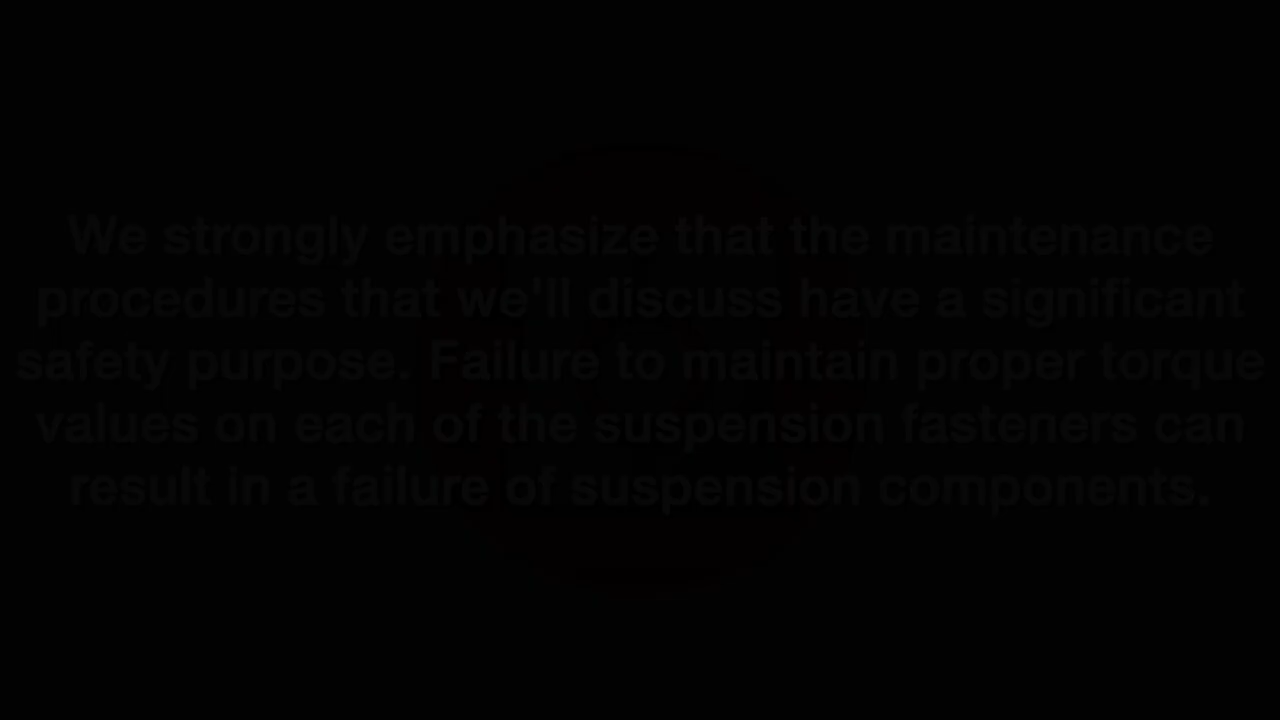 We strongly emphasize that the maintenance
procedures that we'll discuss have a significant
safety purpose. Failure to maintain proper torque
values on each of the suspension fasteners can
result in a failure of suspension components.